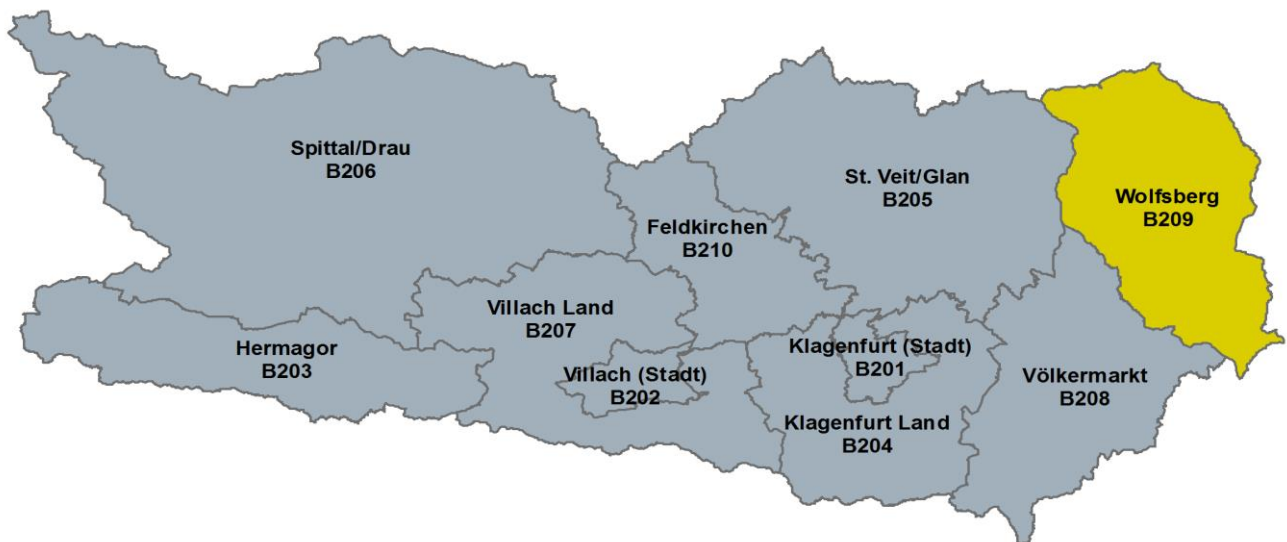 Spittal/Drau
B206
St. Veit/Glan
B205
Wolfsberg
B209
Feldkirchen
B210
Villach Land
B207
Hermagor
B203
Klagenfurt (Stadt)
B201
Villach (Stadt)
B202
Völkermarkt
B208
Klagenfurt Land
B204